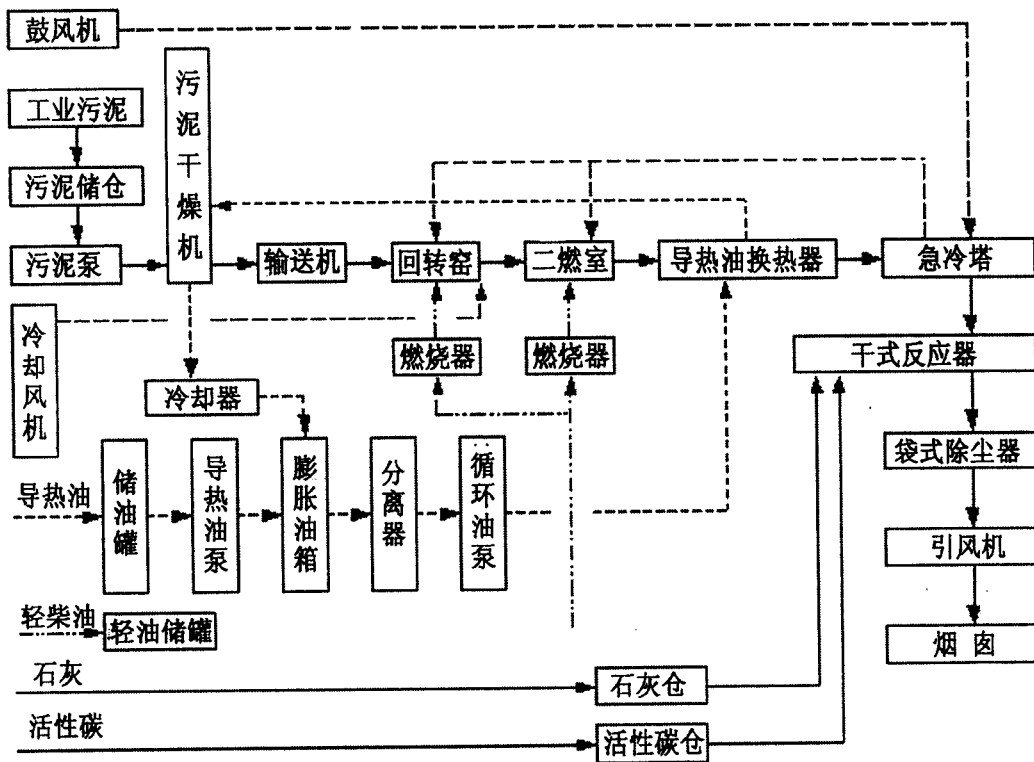 鼓风机
工业污泥
污泥储仓
污泥泵
污泥干燥机
输送机
回转窑
二燃室
导热油换热器
急冷塔
冷却风机
燃烧器
燃烧器
干式反应器
冷却器
袋式除尘器
导热油
储油罐
导热油泵
膨胀油箱
分离器
循环油泵
引风机
轻柴油
轻油储罐
烟囱
石灰
石灰仓
活性碳
活性碳仓